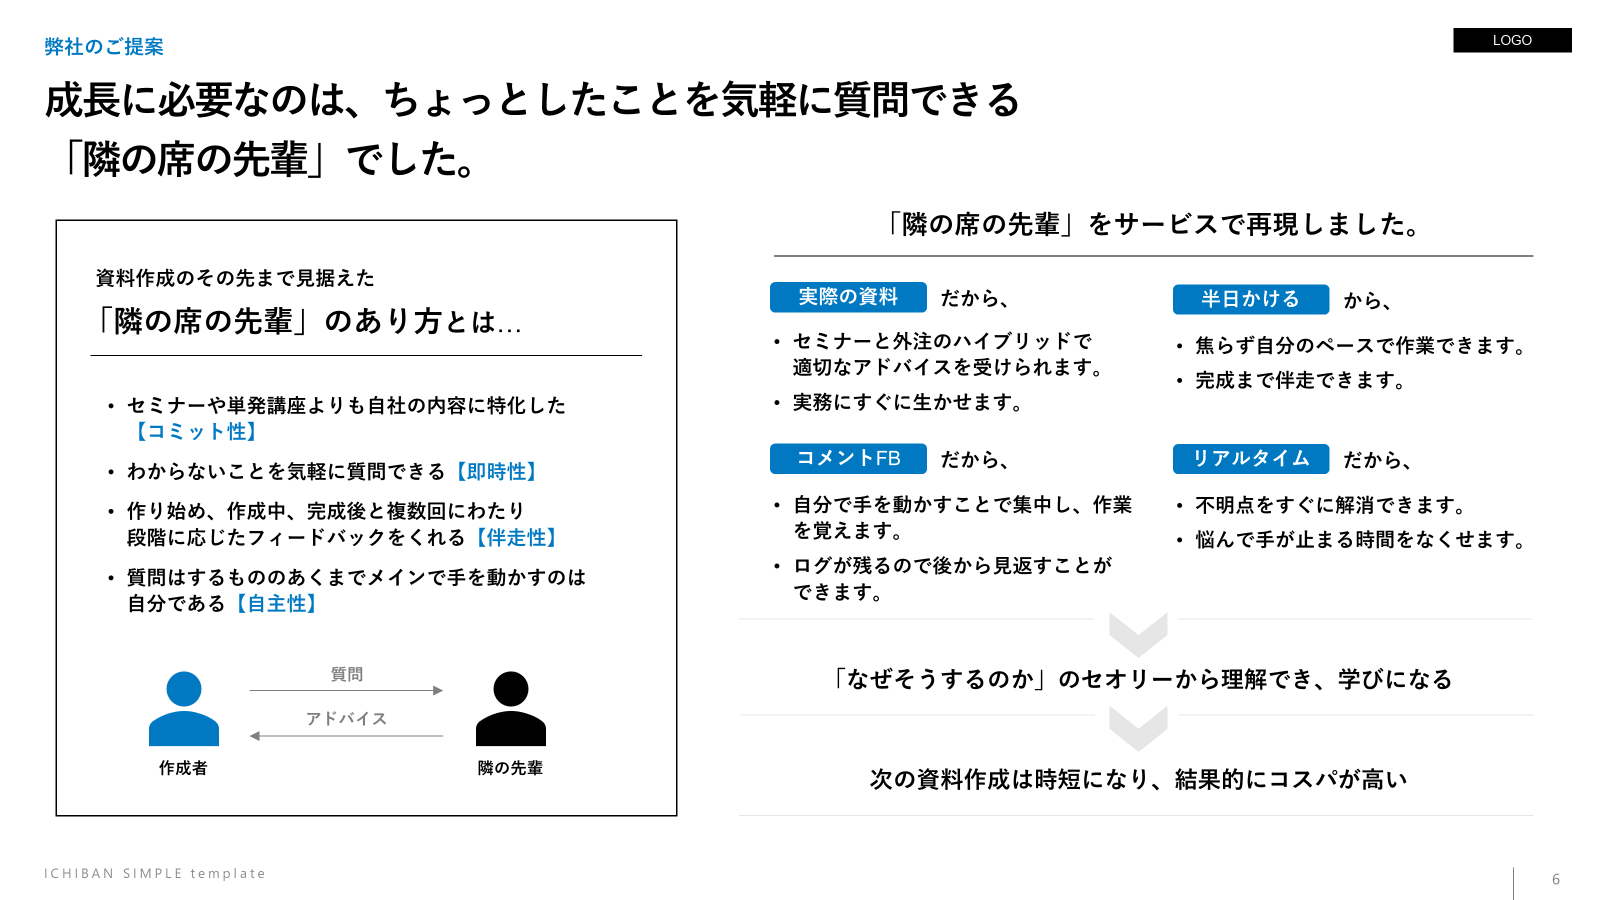 弊社のご提案
LOGO
成長に必要なのは、ちょっとしたことを気軽に質問できる
「隣の席の先輩」でした。
資料作成のその先まで見据えた
「隣の席の先輩」のあり方とは…
• セミナーや単発講座よりも自社の内容に特化した
【コミット性】
• わからないことを気軽に質問できる【即時性】
• 作り始め、作成中、完成後と複数回にわたり
段階に応じたフィードバックをくれる【伴走性】
• 質問はするもののあくまでメインで手を動かすのは
自分である【自主性】
質問
アドバイス
作成者
隣の先輩
「隣の席の先輩」をサービスで再現しました。
実際の資料 だから、
• セミナーと外注のハイブリッドで
適切なアドバイスを受けられます。
• 実務にすぐに生かせます。
半日かける から、
• 焦らず自分のペースで作業できます。
• 完成まで伴走できます。
コメントFB だから、
• 自分で手を動かすことで集中し、作業
を覚えます。
• ログが残るので後から見返すことが
できます。
リアルタイム だから、
• 不明点をすぐに解消できます。
• 悩んで手が止まる時間をなくせます。
「なぜそうするのか」のセオリーから理解でき、学びになる
次の資料作成は時短になり、結果的にコスパが高い
ICHIBAN SIMPLE template
6